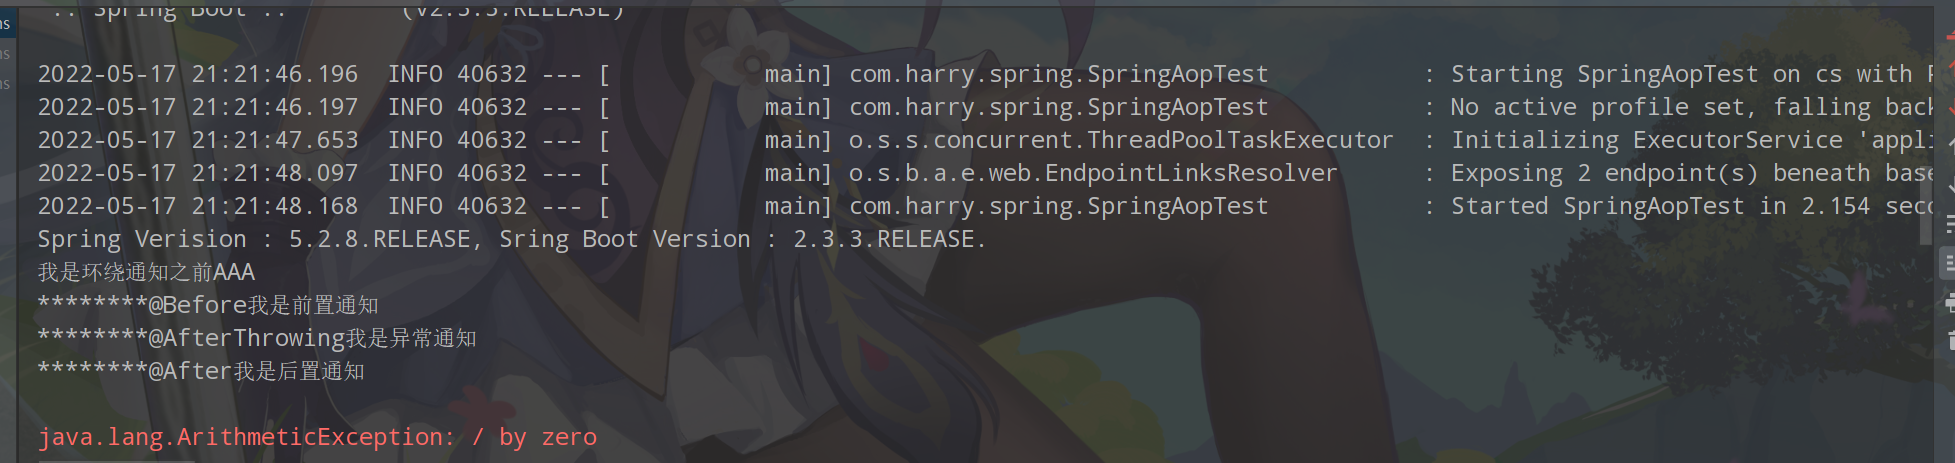 :: Spring Boot :: (v2.3.3.RELEASE)
2022-05-17 21:21:46.196  INFO 40632 --- [           main] com.harry.spring.SpringAopTest           : Starting SpringAopTest on cs with
2022-05-17 21:21:46.197  INFO 40632 --- [           main] com.harry.spring.SpringAopTest           : No active profile set, falling back
2022-05-17 21:21:47.653  INFO 40632 --- [           main] o.s.s.concurrent.ThreadPoolTaskExecutor  : Initializing ExecutorService 'appli
2022-05-17 21:21:48.097  INFO 40632 --- [           main] o.s.b.a.e.web.EndpointLinksResolver      : Exposing 2 endpoint(s) beneath base
2022-05-17 21:21:48.168  INFO 40632 --- [           main] com.harry.spring.SpringAopTest           : Started SpringAopTest in 2.154 seco
Spring Verision : 5.2.8.RELEASE, Sring Boot Version : 2.3.3.RELEASE.
我是环绕通知之前AAA
********@Before我是前置通知
********@AfterThrowing我是异常通知
********@After我是后置通知
java.lang.ArithmeticException: / by zero